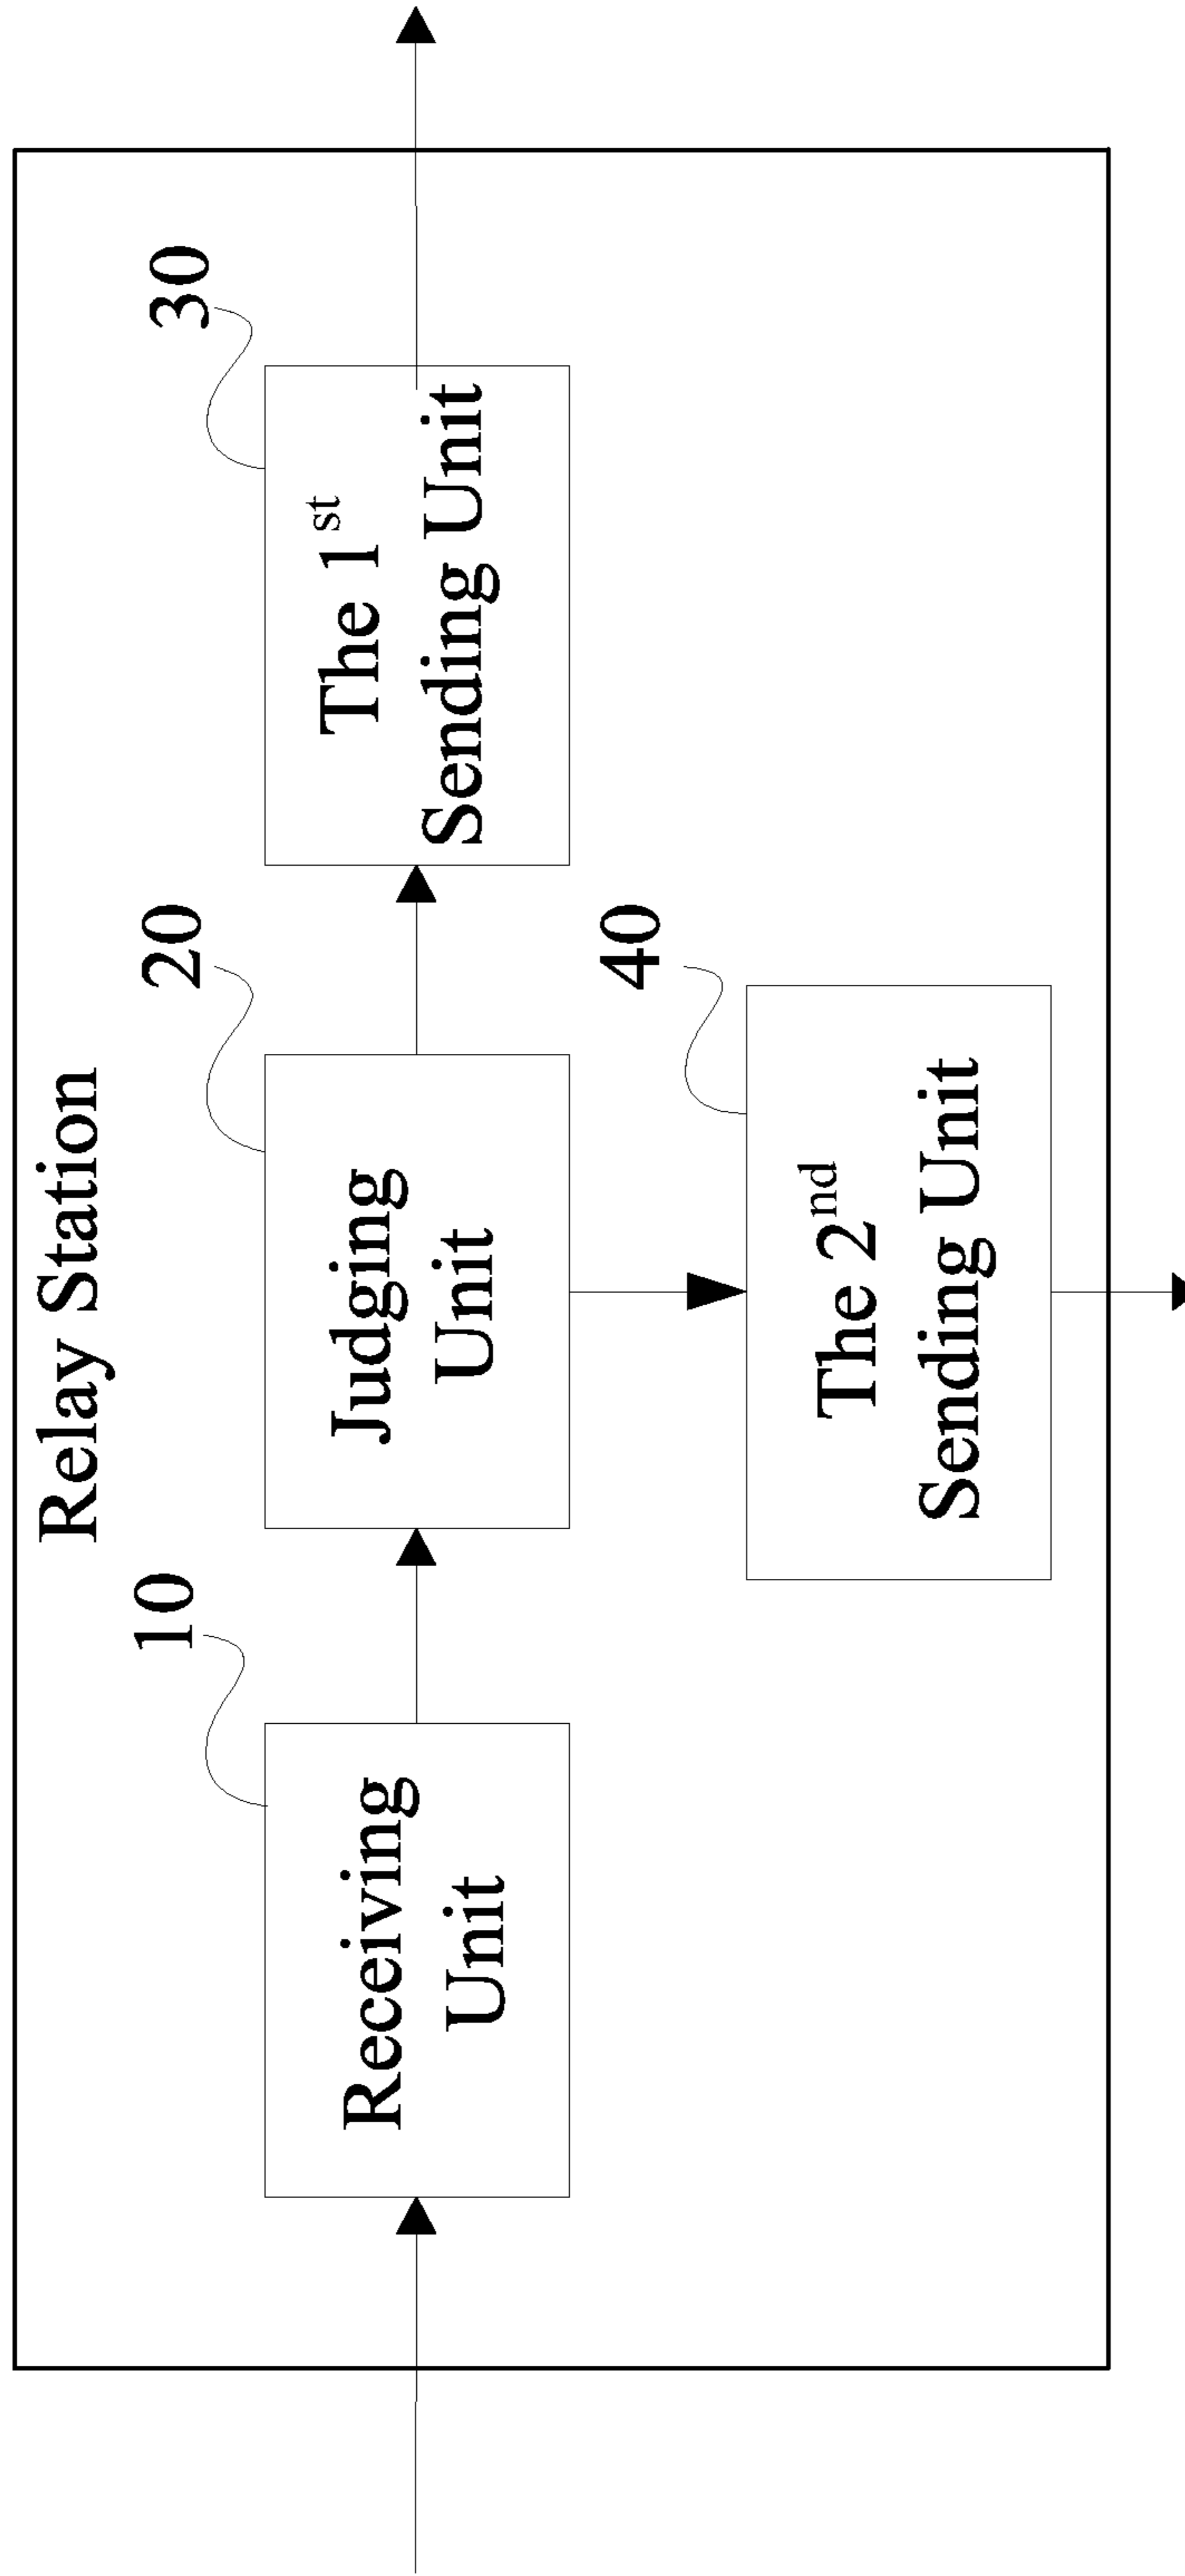 Relay Station
10
20
30
Receiving
Unit
Judging
Unit
The 1st
Sending Unit
40
The 2nd
Sending Unit